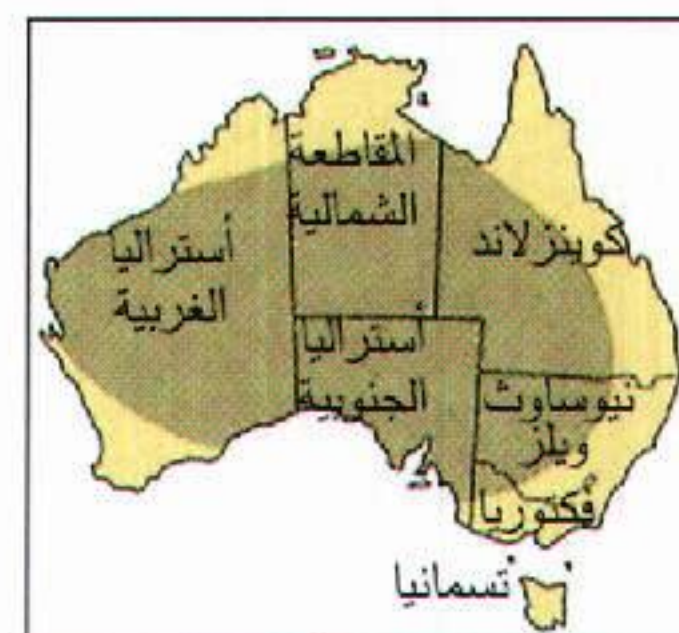 المقاطعة
الشمالية
أستراليا
الغربية
كوينزلاند
أستراليا
الجنوبية
نيوساوث
ويلز
فكتوريا
تسمانيا